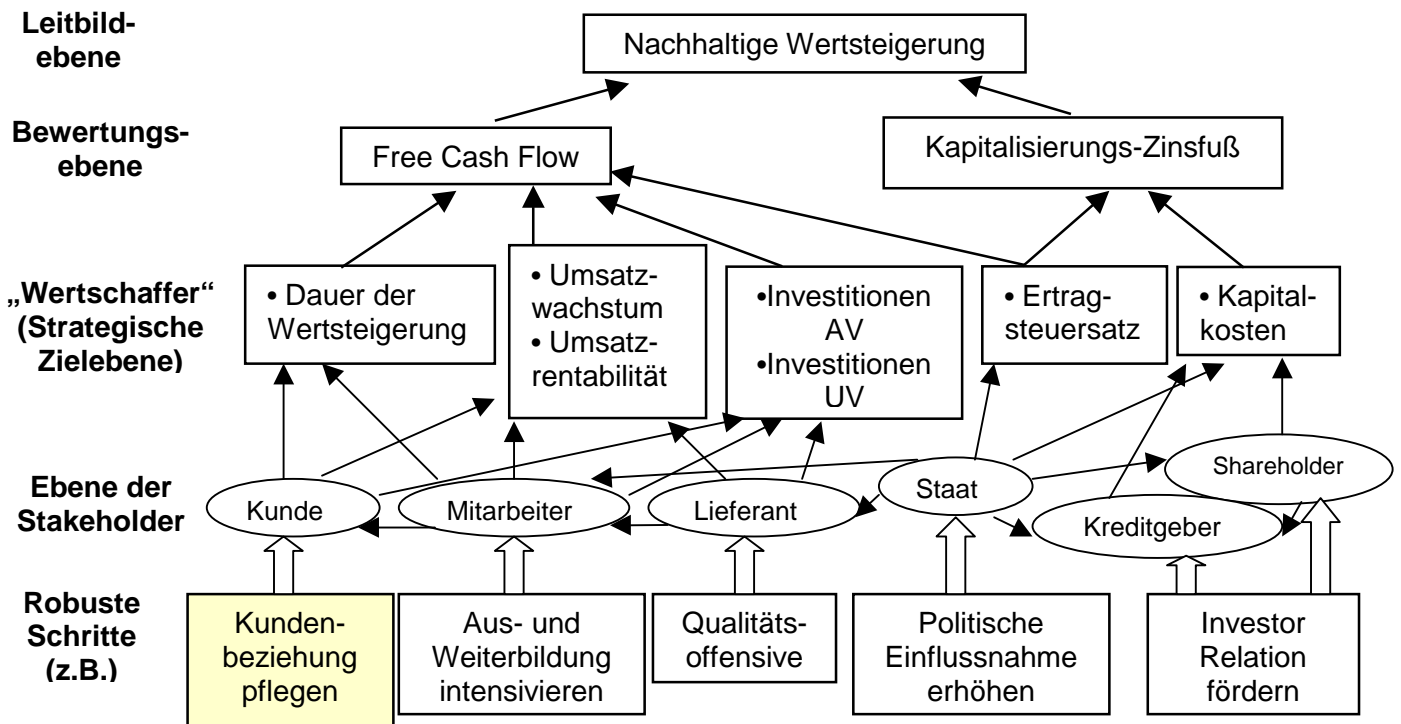 Leitbild-
ebene
Nachhaltige Wertsteigerung
Bewertungs-
ebene
Free Cash Flow
Kapitalisierungs-Zinsfuß
„Wertschaffer“
(Strategische
Zielebene)
• Dauer der
Wertsteigerung
• Umsatz-
wachstum
• Umsatz-
rentabilität
•Investitionen
AV
•Investitionen
UV
• Ertrag-
steuersatz
• Kapital-
kosten
Ebene der
Stakeholder
Kunde
Mitarbeiter
Lieferant
Staat
Kreditgeber
Shareholder
Robuste
Schritte
(z.B.)
Kunden-
beziehung
pflegen
Aus- und
Weiterbildung
intensivieren
Qualitäts-
offensive
Politische
Einflussnahme
erhöhen
Investor
Relation
fördern